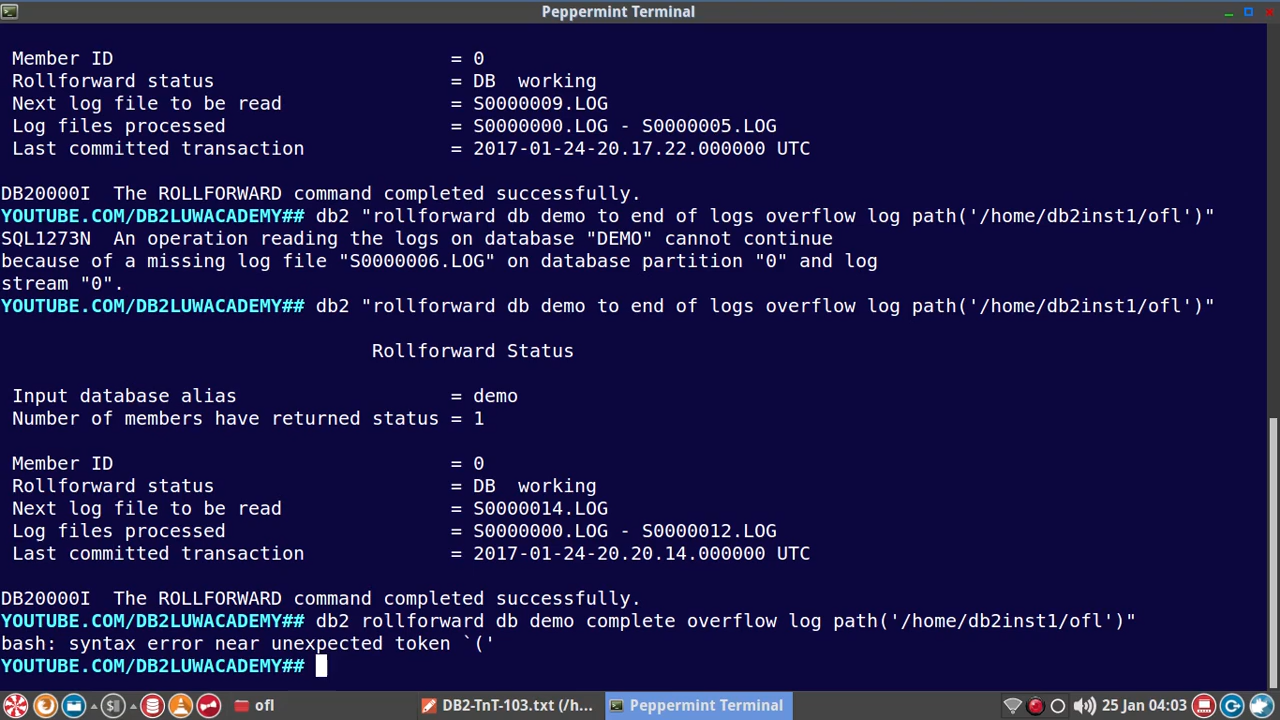 Peppermint Terminal
Member ID = 0
Rollforward status = DB  working
Next log file to be read = S0000009.LOG
Log files processed = S0000000.LOG - S0000005.LOG
Last committed transaction = 2017-01-24-20.17.22.000000 UTC
DB20000I  The ROLLFORWARD command completed successfully.
YOUTUBE.COM/DB2LUWACADEMY## db2 "rollforward db demo to end of logs overflow log path('/home/db2inst1/ofl')"
SQL1273N  An operation reading the logs on database "DEMO" cannot continue
because of a missing log file "S0000006.LOG" on database partition "0" and log
stream "0".
YOUTUBE.COM/DB2LUWACADEMY## db2 "rollforward db demo to end of logs overflow log path('/home/db2inst1/ofl')"
Rollforward Status
Input database alias = demo
Number of members have returned status = 1
Member ID = 0
Rollforward status = DB  working
Next log file to be read = S0000014.LOG
Log files processed = S0000000.LOG - S0000012.LOG
Last committed transaction = 2017-01-24-20.20.14.000000 UTC
DB20000I  The ROLLFORWARD command completed successfully.
YOUTUBE.COM/DB2LUWACADEMY## db2 rollforward db demo complete overflow log path('/home/db2inst1/ofl')"
bash: syntax error near unexpected token `('
YOUTUBE.COM/DB2LUWACADEMY##
ofl DB2-TnT-103.txt (/h... Peppermint Terminal 25 Jan 04:03